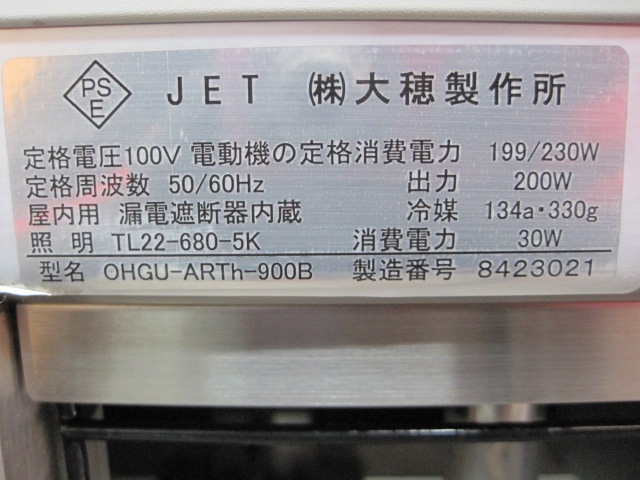 PS E JET ㈱大穂製作所
定格電圧100V 電動機の定格消費電力 199/230W
定格周波数 50/60Hz 出力 200W
屋内用 漏電遮断器内蔵 冷媒 134a・330g
照明 TL22-680-5K 消費電力 30W
型名 OHGU-ARTh-900B 製造番号 8423021